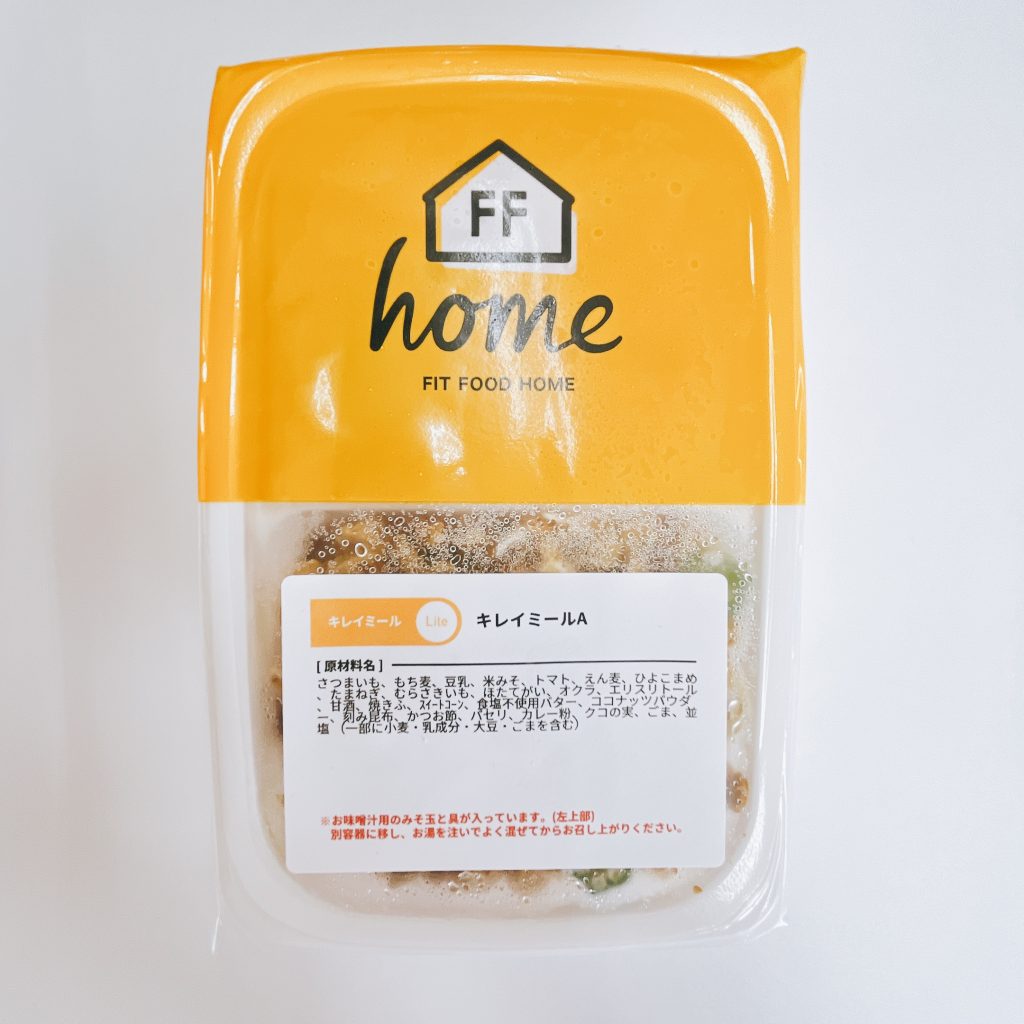 FF
home
FIT FOOD HOME
キレイミール Lite キレイミールA
[ 原材料名 ]
さつまいも、もち麦、豆乳、米みそ、トマト、えん麦、ひよこまめ
、たまねぎ、むらさきいも、ほたてがい、オクラ、エリスリトール
、甘酒、焼きふ、ｽｲｰﾄｺｰﾝ、食塩不使用バター、ココナッツパウダ
ー、刻み昆布、かつお節、パセリ、カレー粉、クコの実、ごま、並
塩 （一部に小麦・乳成分・大豆・ごまを含む）
※お味噌汁用のみそ玉と具が入っています。(左上部)
別容器に移し、お湯を注いでよく混ぜてからお召し上がりください。